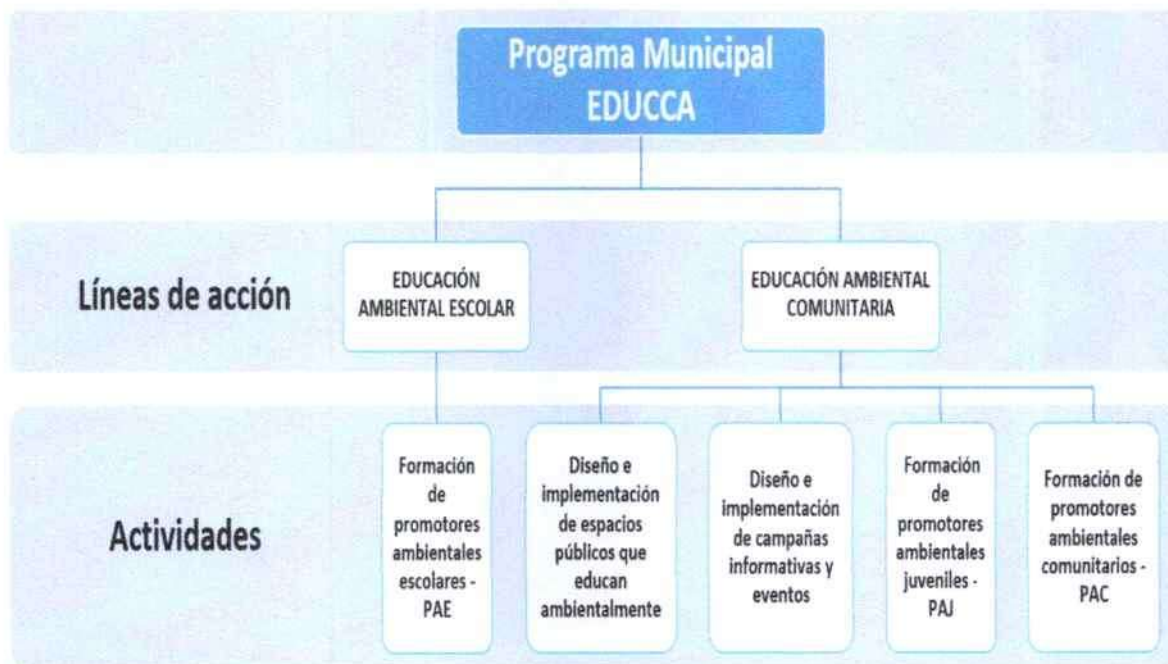 Programa Municipal
EDUCCA
Líneas de acción
EDUCACIÓN
AMBIENTAL ESCOLAR
EDUCACIÓN AMBIENTAL
COMUNITARIA
Actividades
Formación
de
promotores
ambientales
escolares -
PAE
Diseño e
implementación
de espacios
públicos que
educan
ambientalmente
Diseño e
implementación
de campañas
informativas y
eventos
Formación
de
promotores
ambientales
juveniles -
PAJ
Formación de
promotores
ambientales
comunitarios -
PAC